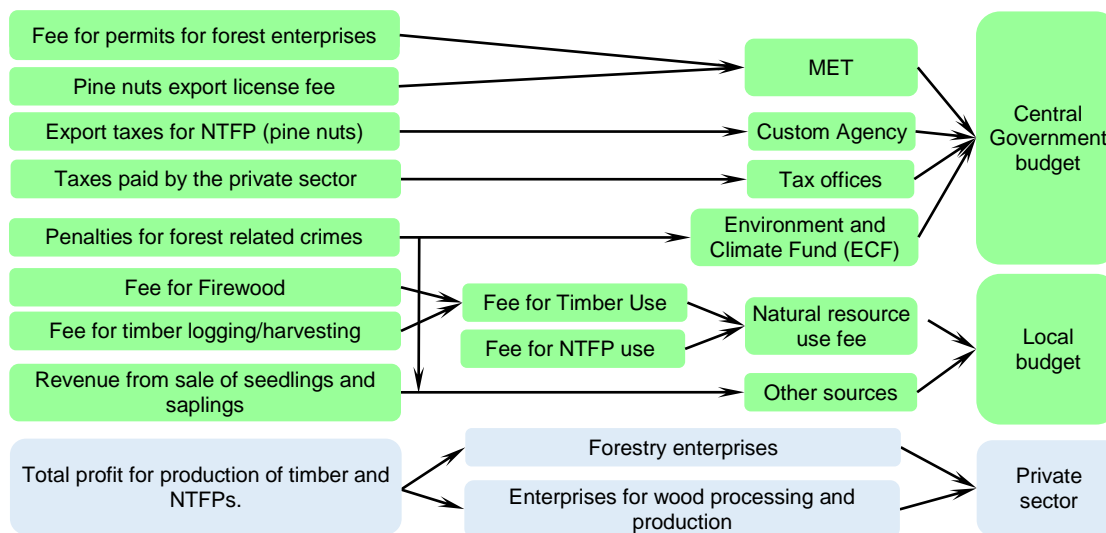 Fee for permits for forest enterprises
MET
Pine nuts export license fee
Export taxes for NTFP (pine nuts)
Custom Agency
Central
Government
budget
Taxes paid by the private sector
Tax offices
Penalties for forest related crimes
Environment and
Climate Fund (ECF)
Fee for Firewood
Fee for timber logging/harvesting
Fee for Timber Use
Fee for NTFP use
Natural resource
use fee
Local
budget
Revenue from sale of seedlings and
saplings
Other sources
Total profit for production of timber and
NTFPs.
Forestry enterprises
Enterprises for wood processing and
production
Private
sector